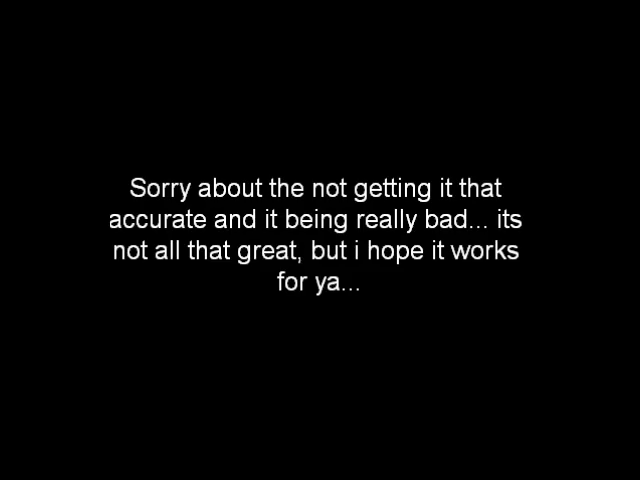 Sorry about the not getting it that
accurate and it being really bad... its
not all that great, but i hope it works
for ya...